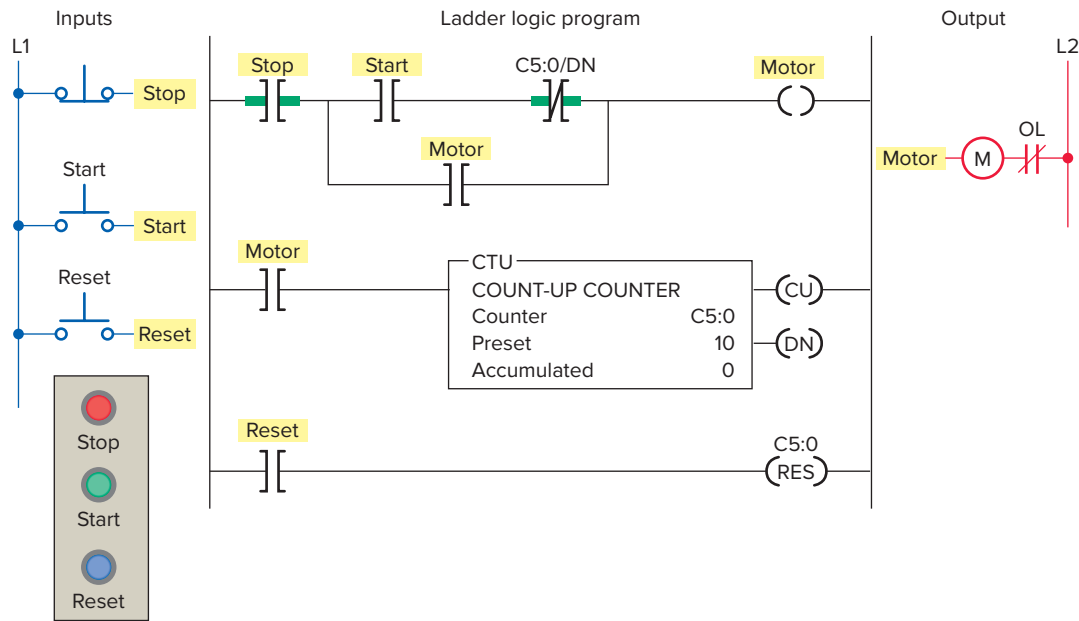 Inputs
Ladder logic program
Output
L1
L2
Stop
Start
C5:0/DN
Motor
Stop
Motor
OL
Motor
M
Start
Start
Motor
CTU
COUNT-UP COUNTER
Counter C5:0
Preset 10
Accumulated 0
CU
DN
Reset
Reset
Reset
C5:0
RES
Stop
Start
Reset